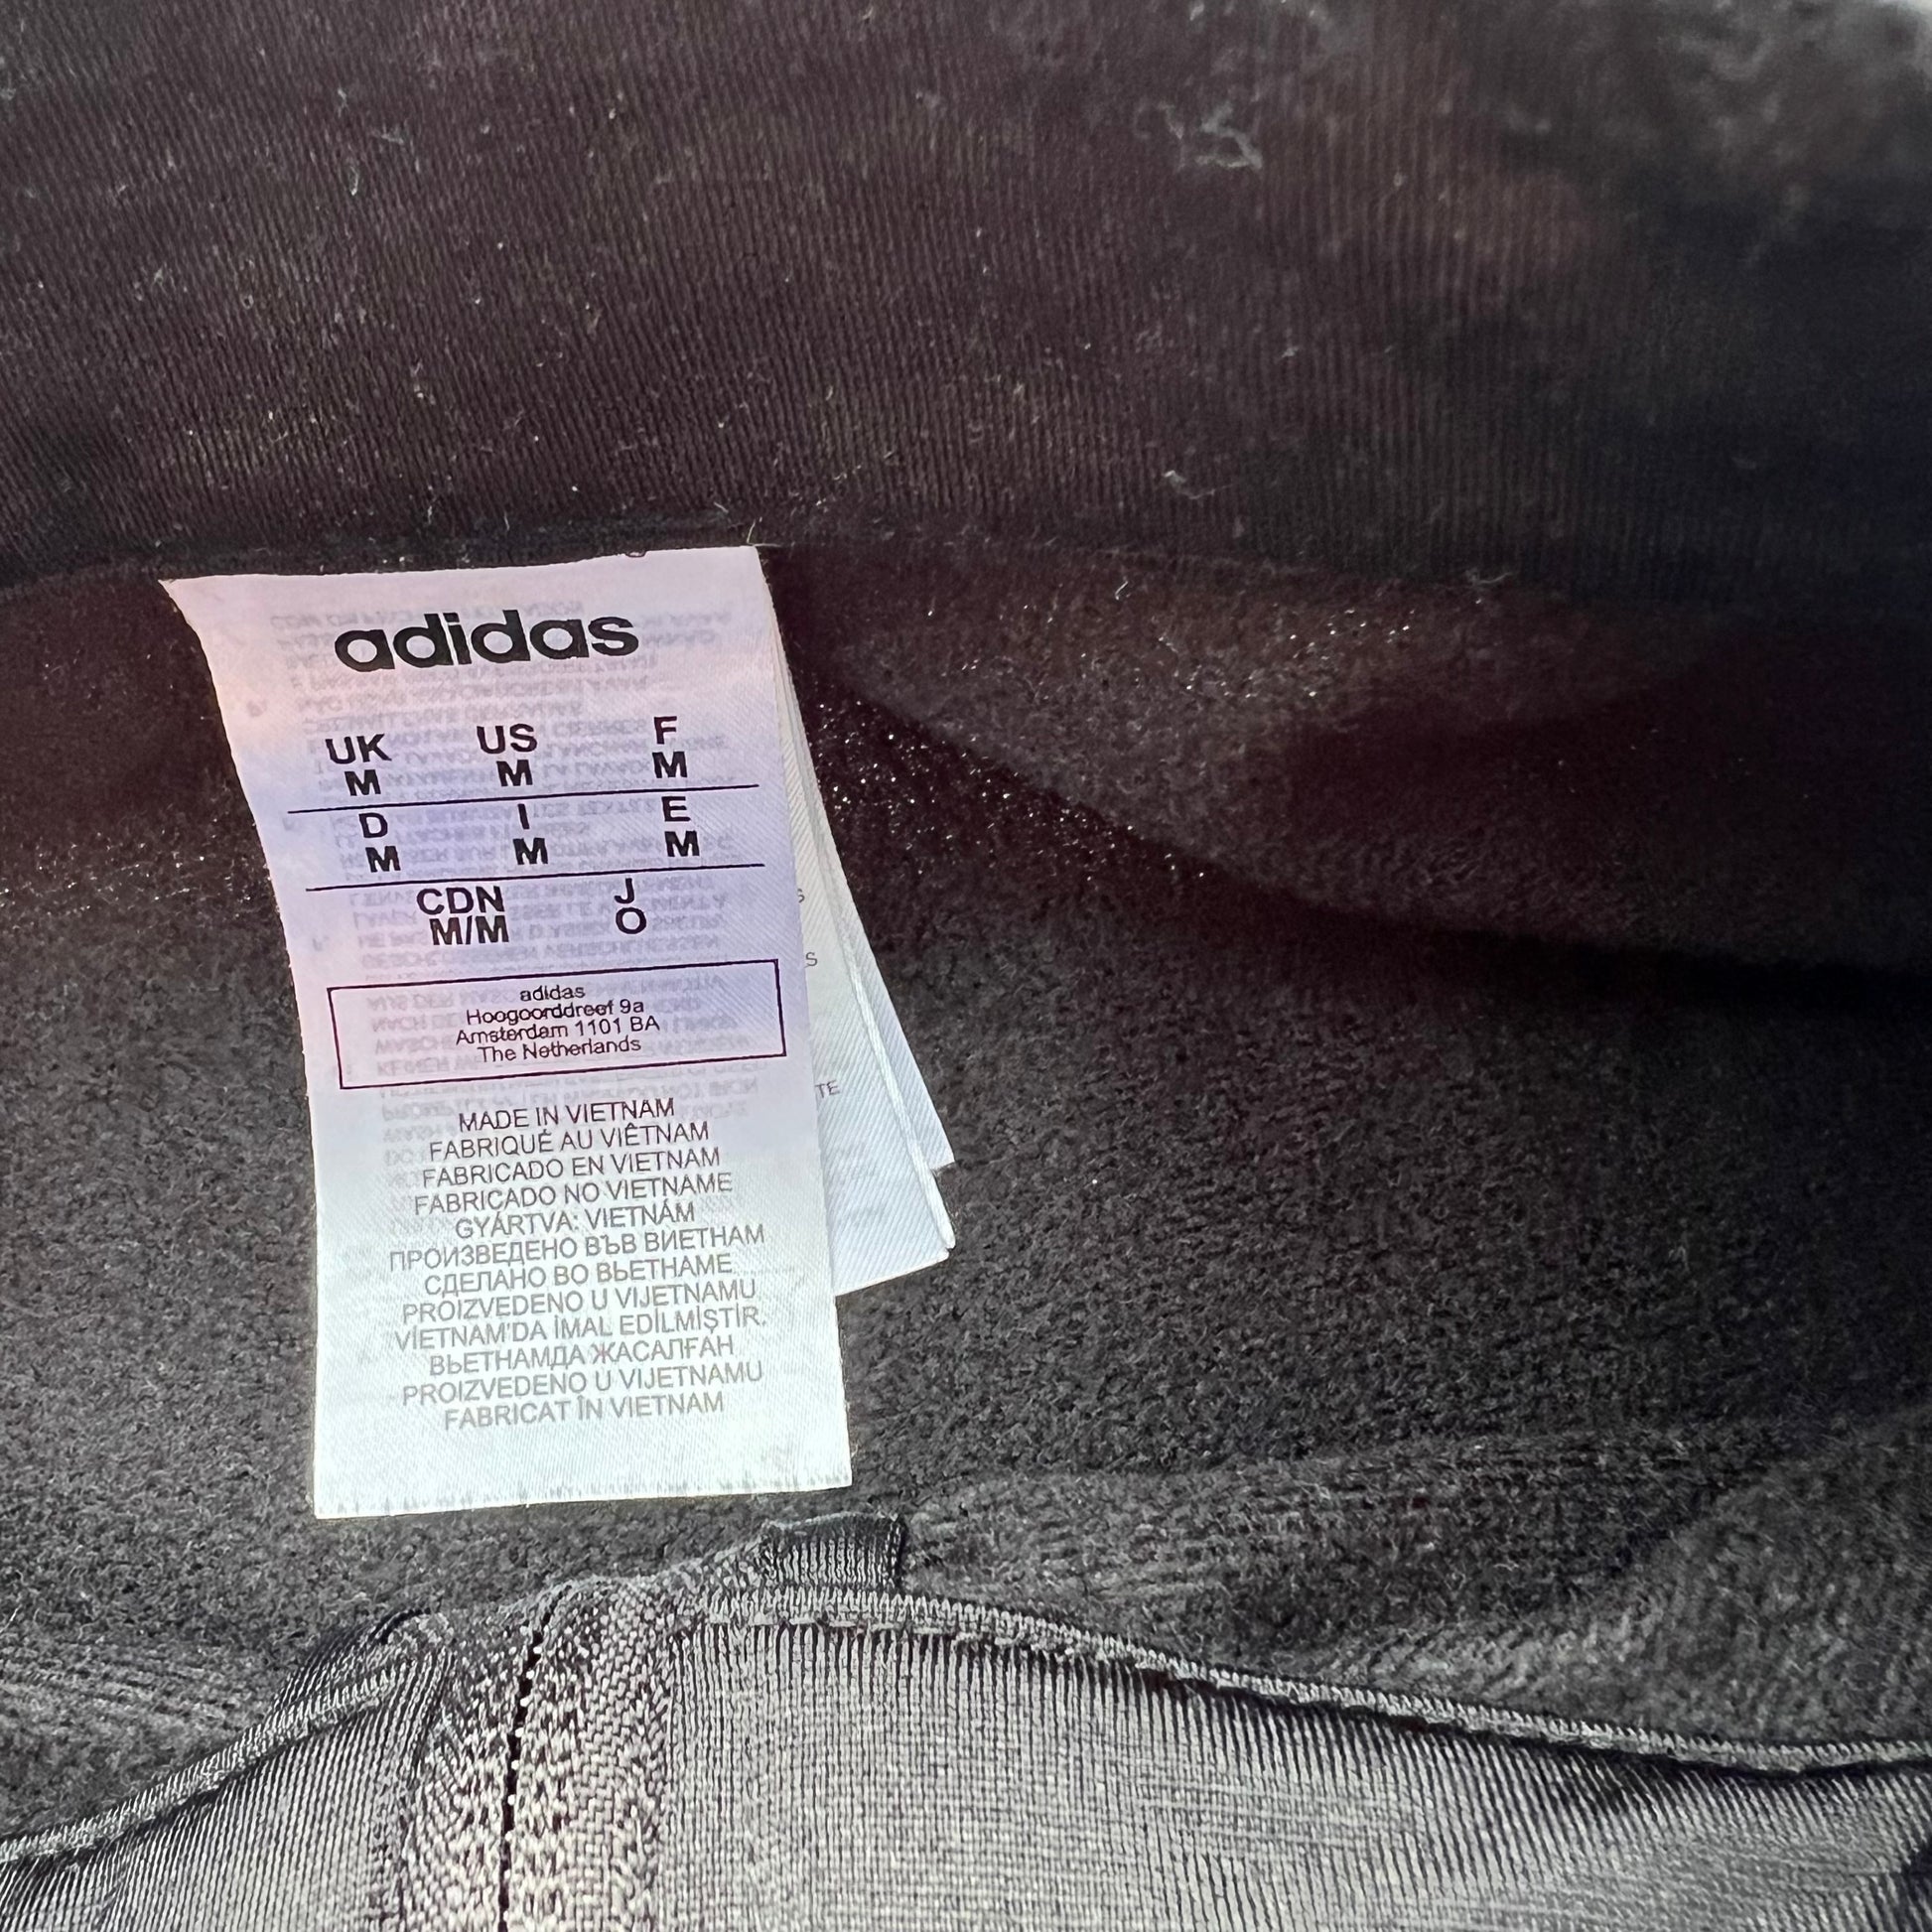 adidas
UK US F
M M M
D I E
M M M
CDN J
M/M O
adidas
Hoogoorddreef 9a
Amsterdam 1101 BA
The Netherlands
MADE IN VIETNAM
FABRIQUÉ AU VIÊTNAM
FABRICADO EN VIETNAM
FABRICADO NO VIETNAME
GYÁRTVA: VIETNÁM
ПРОИЗВЕДЕНО ВЪВ ВИЕТНАМ
СДЕЛАНО ВО ВЬЕТНАМЕ
PROIZVEDENO U VIJETNAMU
VİETNAM'DA İMAL EDİLMİŞTİR.
ВЬЕТНАМДА ЖАСАЛҒАН
PROIZVEDENO U VIJETNAMU
FABRICAT ÎN VIETNAM
S
TE